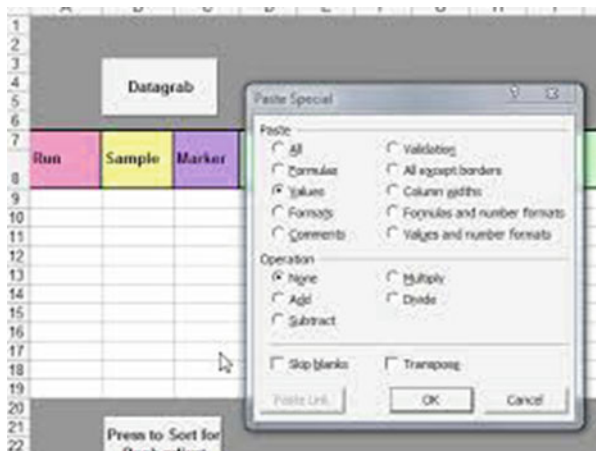 1
2
3
4
5
6
7
8
9
10
11
12
13
14
15
16
17
18
19
20
21
22
Datagrab
Run Sample Marker
Press to Sort for
Paste Special
Paste
All Validation
Formulas All except borders
Values Column widths
Formats Formulas and number formats
Comments Values and number formats
Operation
None Multiply
Add Divide
Subtract
Skip blanks Transpose
Paste Link OK Cancel